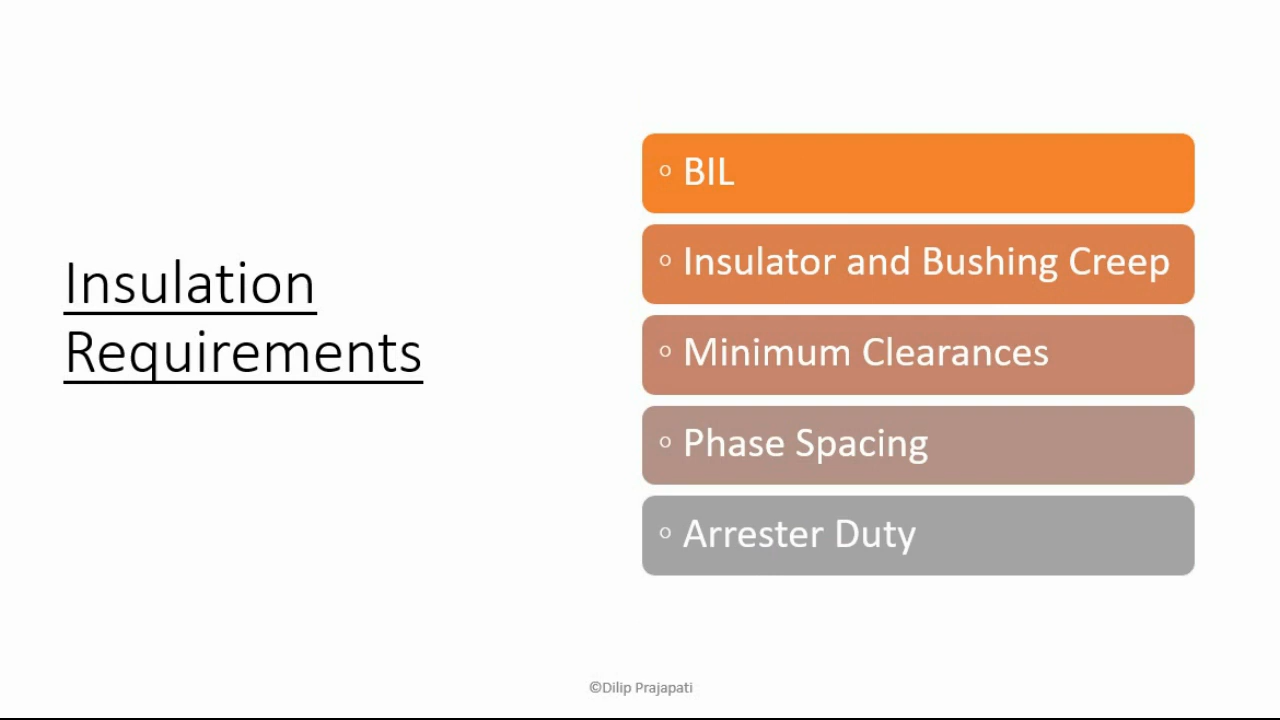 Insulation
Requirements
◦ BIL
◦ Insulator and Bushing Creep
◦ Minimum Clearances
◦ Phase Spacing
◦ Arrester Duty
©Dilip Prajapati